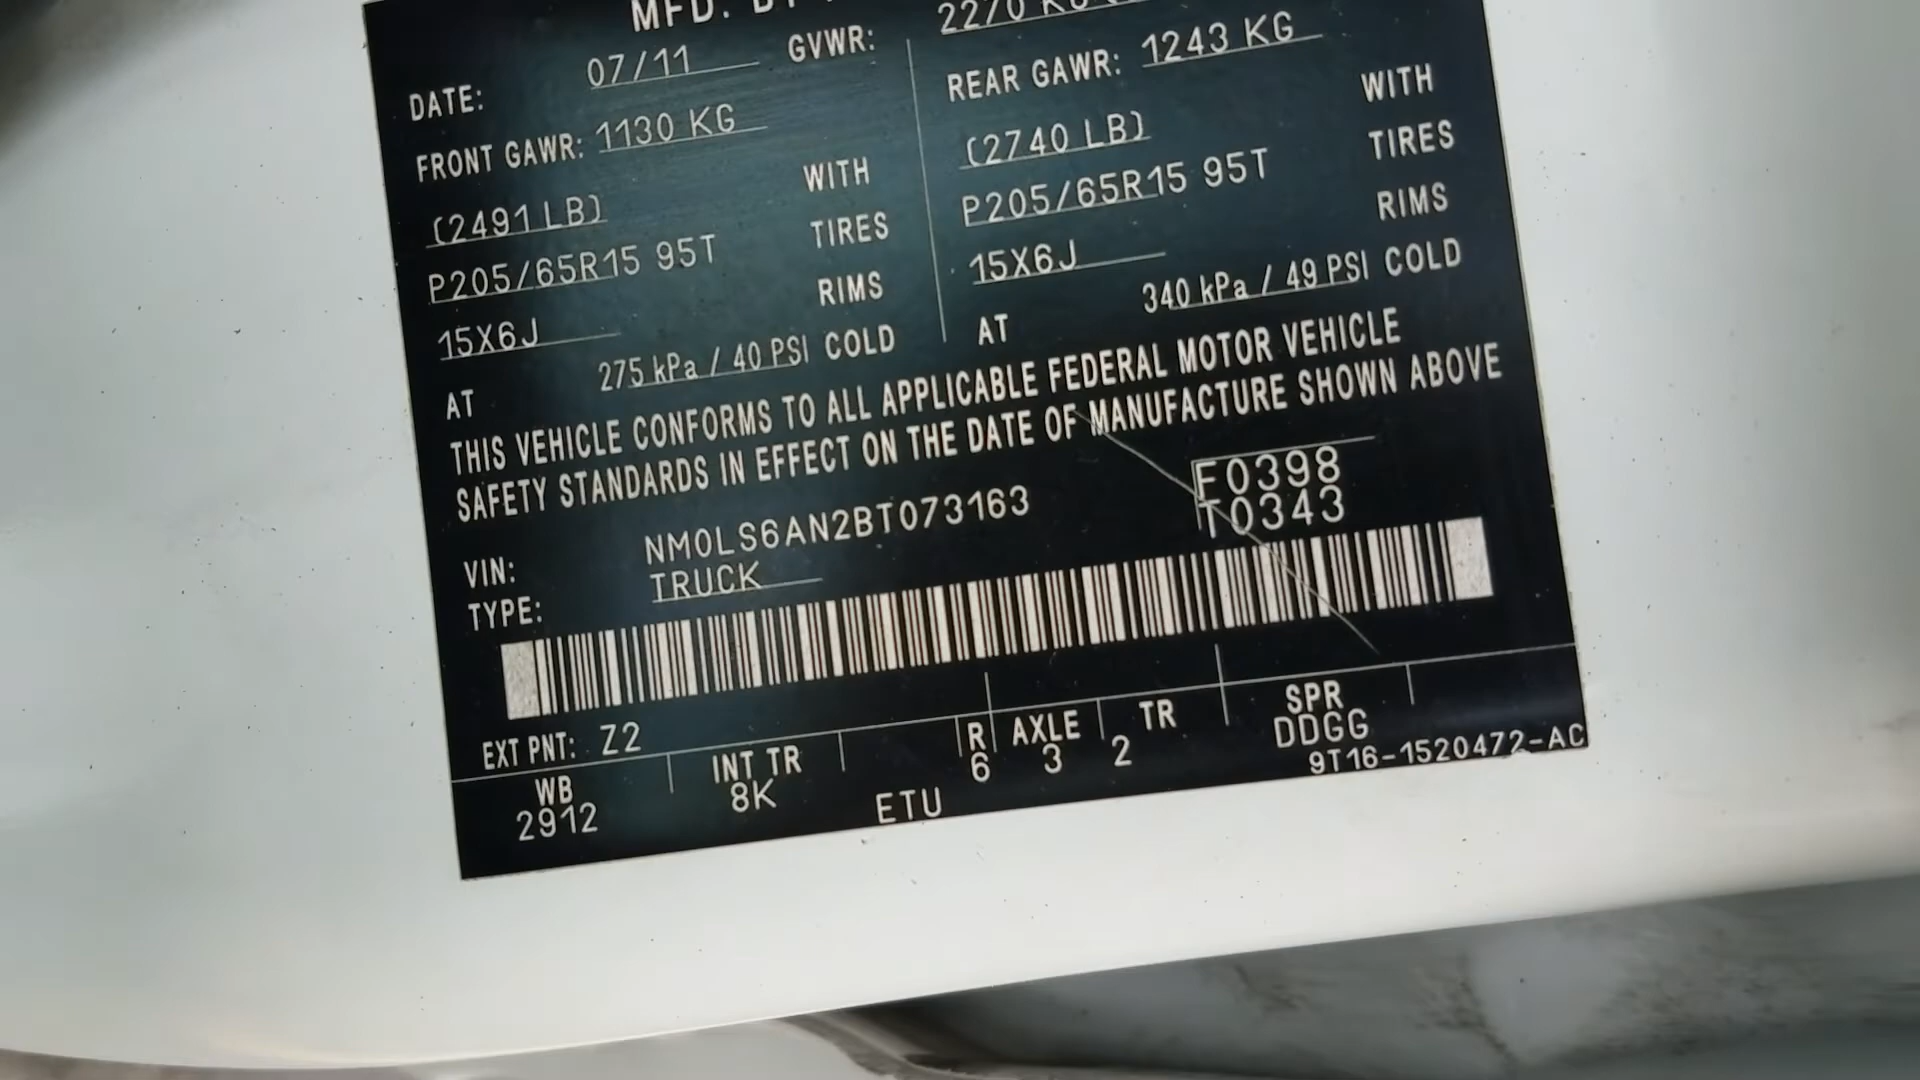 MFD. BY
DATE: 07/11 GVWR: 2270 KG
FRONT GAWR: 1130 KG REAR GAWR: 1243 KG
(2491 LB) WITH (2740 LB) WITH
P205/65R15 95T TIRES P205/65R15 95T TIRES
15X6J RIMS 15X6J RIMS
AT 275 kPa / 40 PSI COLD AT 340 kPa / 49 PSI COLD
THIS VEHICLE CONFORMS TO ALL APPLICABLE FEDERAL MOTOR VEHICLE
SAFETY STANDARDS IN EFFECT ON THE DATE OF MANUFACTURE SHOWN ABOVE
VIN: NM0LS6AN2BT073163 F0398
TYPE: TRUCK T0343
EXT PNT: Z2
WB INT TR R AXLE TR SPR
2912 8K 6 3 2 DDGG
ETU 9T16-1520472-AC